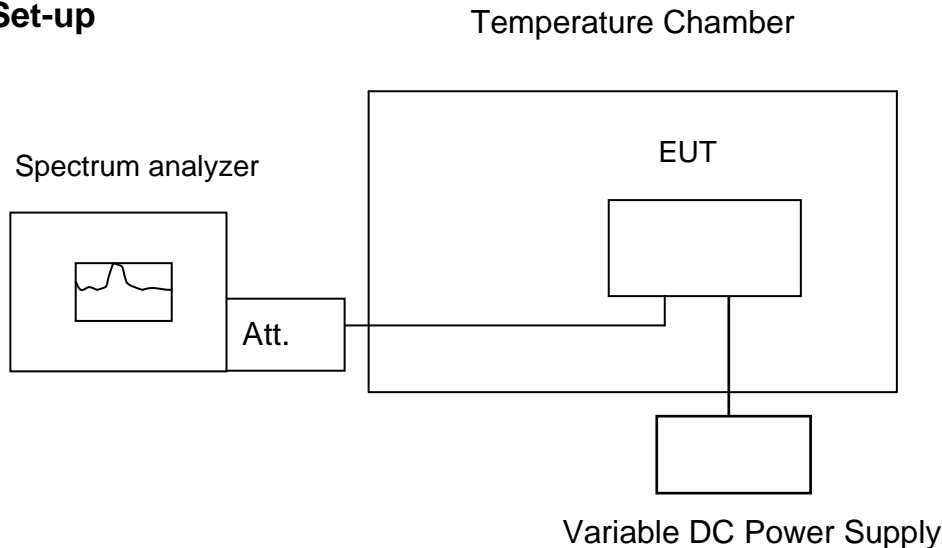 Set-up
Temperature Chamber
EUT
Spectrum analyzer
Att.
Variable DC Power Supply